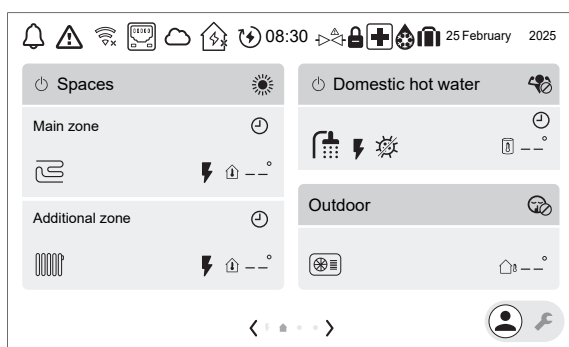 08:30 25 February 2025
Spaces
Main zone
--°
Additional zone
--°
Domestic hot water
--°
Outdoor
--°